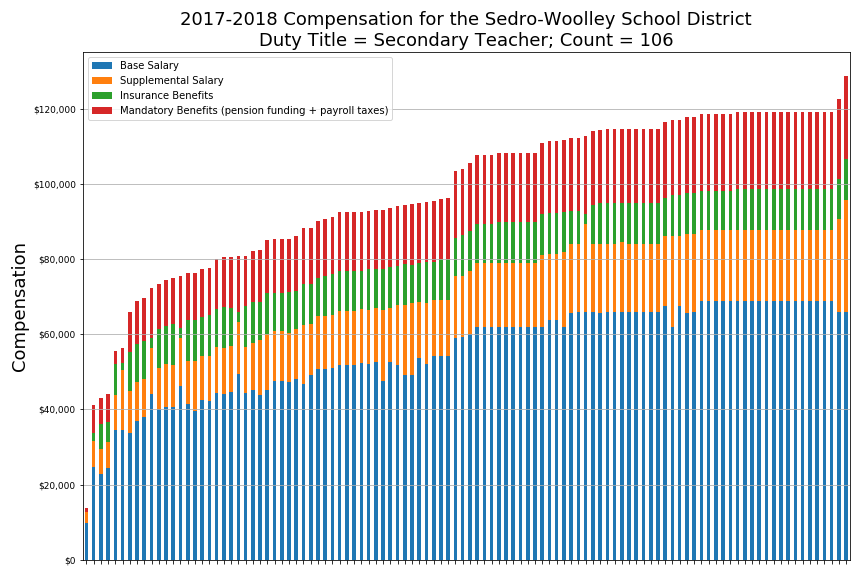 2017-2018 Compensation for the Sedro-Woolley School District
Duty Title = Secondary Teacher; Count = 106
Base Salary
Supplemental Salary
Insurance Benefits
Mandatory Benefits (pension funding + payroll taxes)
Compensation
$120,000
$100,000
$80,000
$60,000
$40,000
$20,000
$0